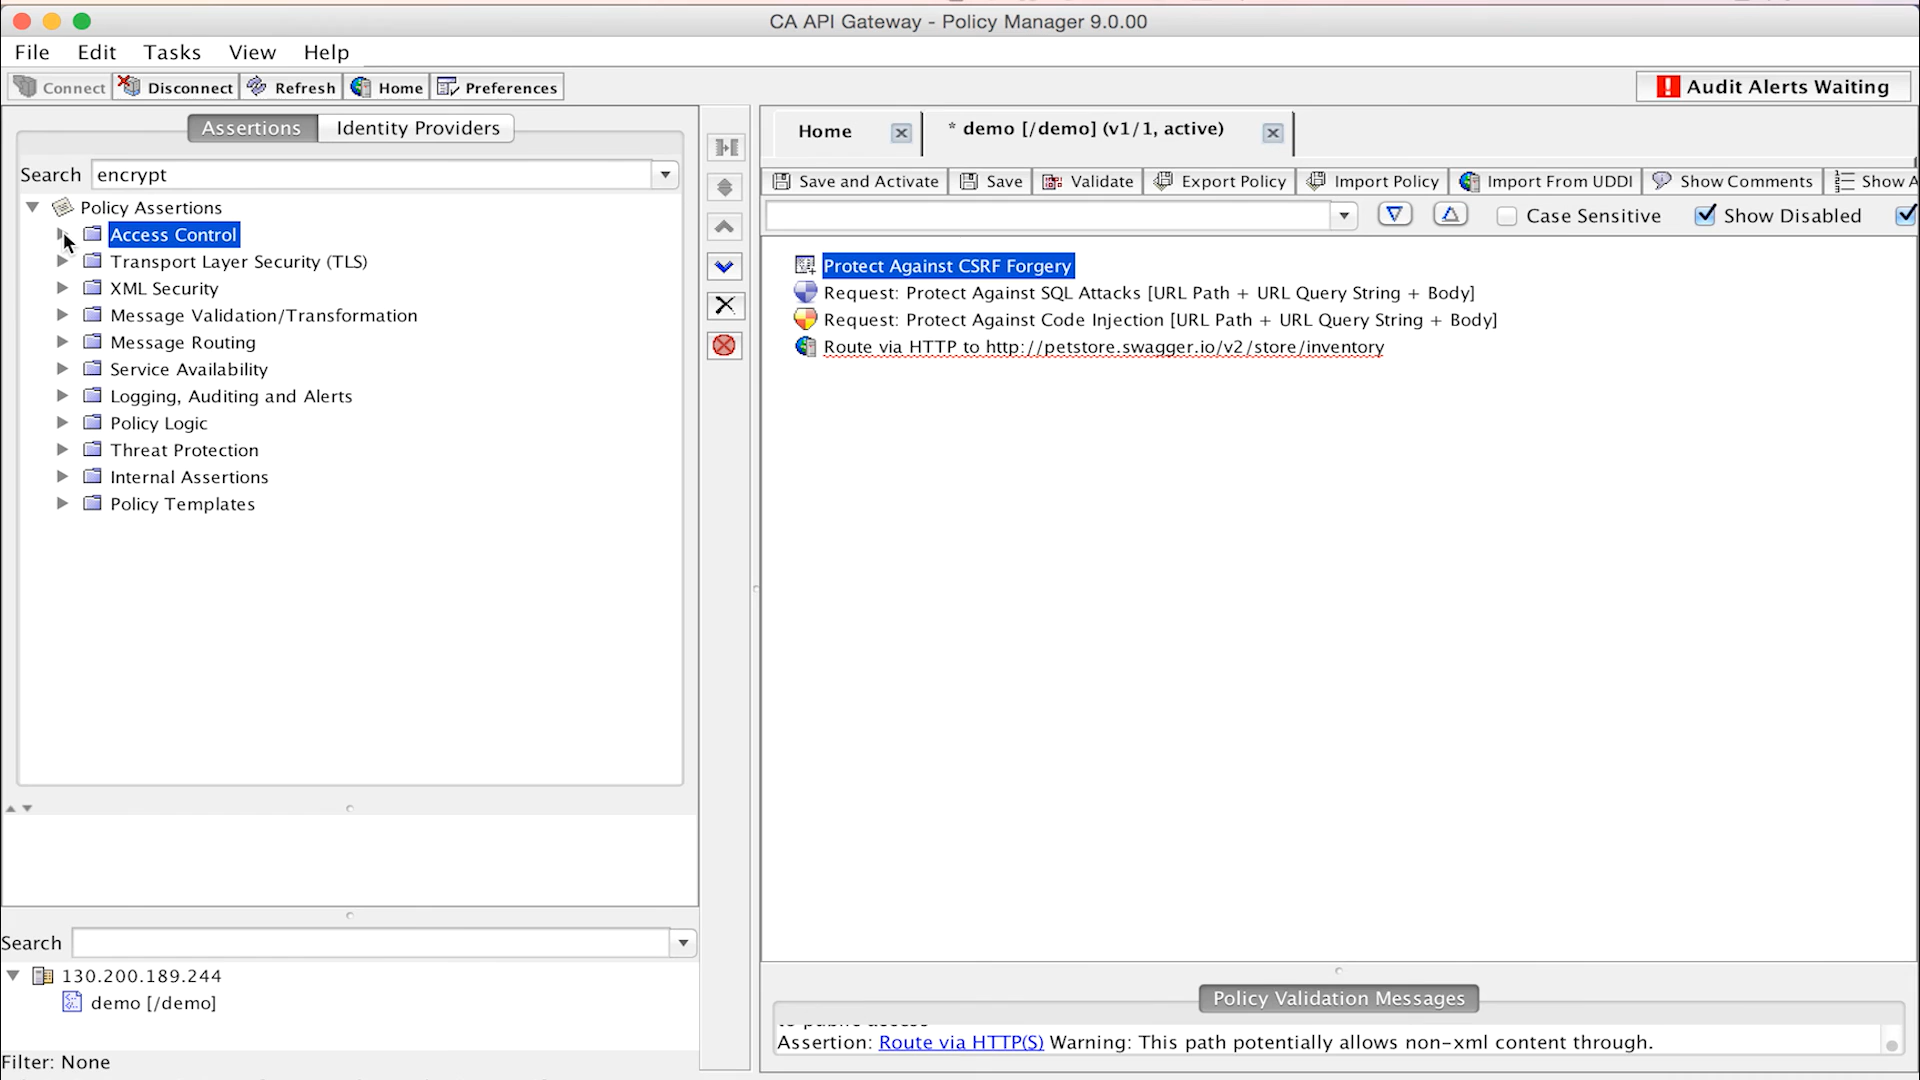 CA API Gateway - Policy Manager 9.0.00
File Edit Tasks View Help
Connect Disconnect Refresh Home Preferences
Audit Alerts Waiting
Assertions Identity Providers
Search encrypt
Policy Assertions
Access Control
Transport Layer Security (TLS)
XML Security
Message Validation/Transformation
Message Routing
Service Availability
Logging, Auditing and Alerts
Policy Logic
Threat Protection
Internal Assertions
Policy Templates
Search
130.200.189.244
demo [/demo]
Filter: None
Home * demo [/demo] (v1/1, active)
Save and Activate Save Validate Export Policy Import Policy Import From UDDI Show Comments Show A
Case Sensitive Show Disabled
Protect Against CSRF Forgery
Request: Protect Against SQL Attacks [URL Path + URL Query String + Body]
Request: Protect Against Code Injection [URL Path + URL Query String + Body]
Route via HTTP to http://petstore.swagger.io/v2/store/inventory
Policy Validation Messages
to public access
Assertion: Route via HTTP(S) Warning: This path potentially allows non-xml content through.